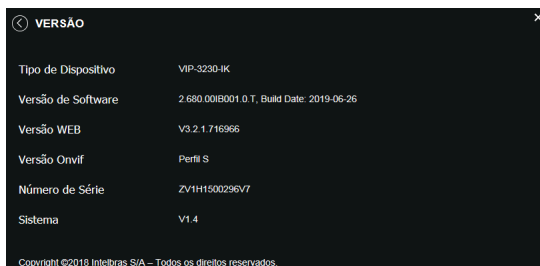 VERSÃO
Tipo de Dispositivo VIP-3230-IK
Versão de Software 2.680.00IB001.0.T, Build Date: 2019-06-26
Versão WEB V3.2.1.716966
Versão Onvif Perfil S
Número de Série ZV1H1500296V7
Sistema V1.4
Copyright ©2018 Intelbras S/A – Todos os direitos reservados.